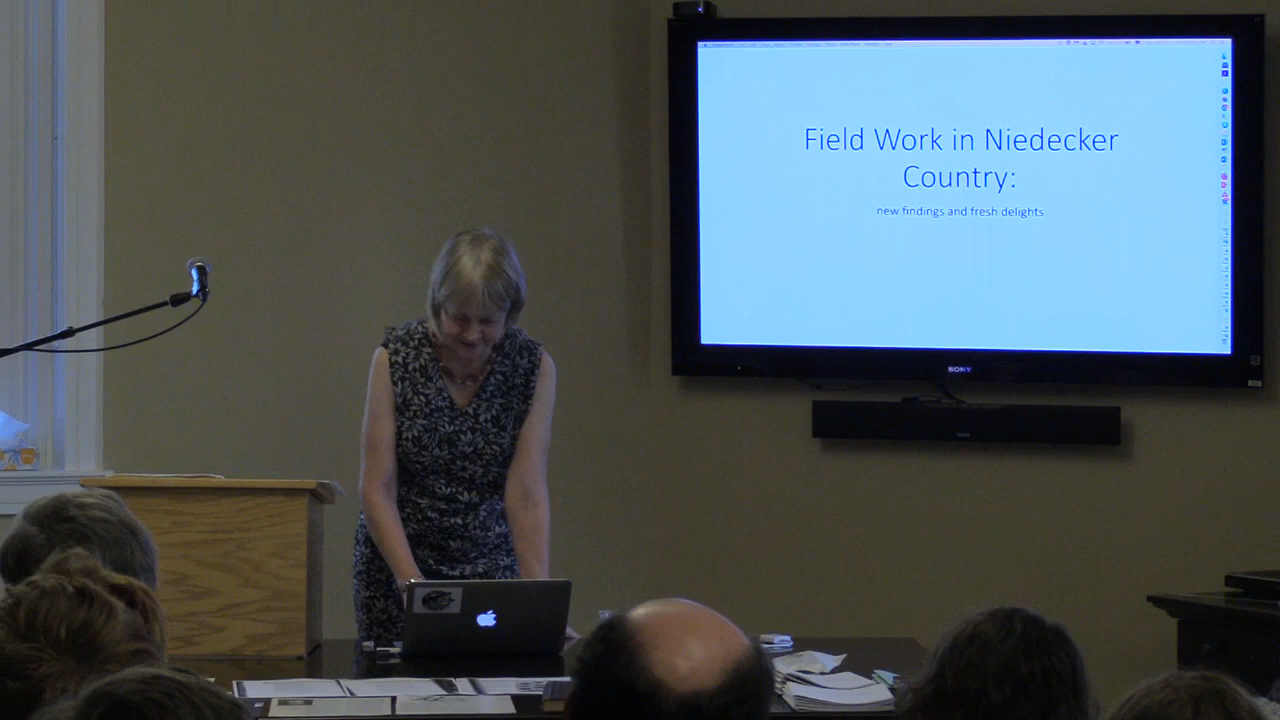 Field Work in Niedecker
Country:
new findings and fresh delights
SONY